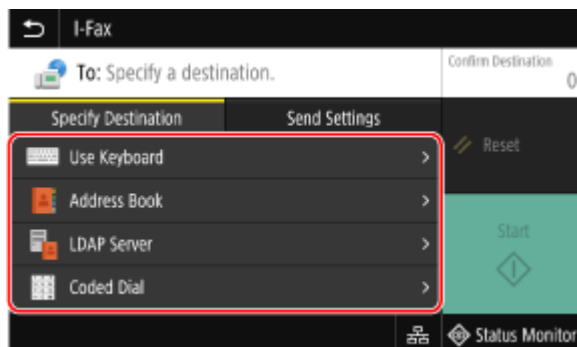 I-Fax
To: Specify a destination.
Confirm Destination
0
Specify Destination
Send Settings
Use Keyboard
Address Book
LDAP Server
Coded Dial
Reset
Start
Status Monitor